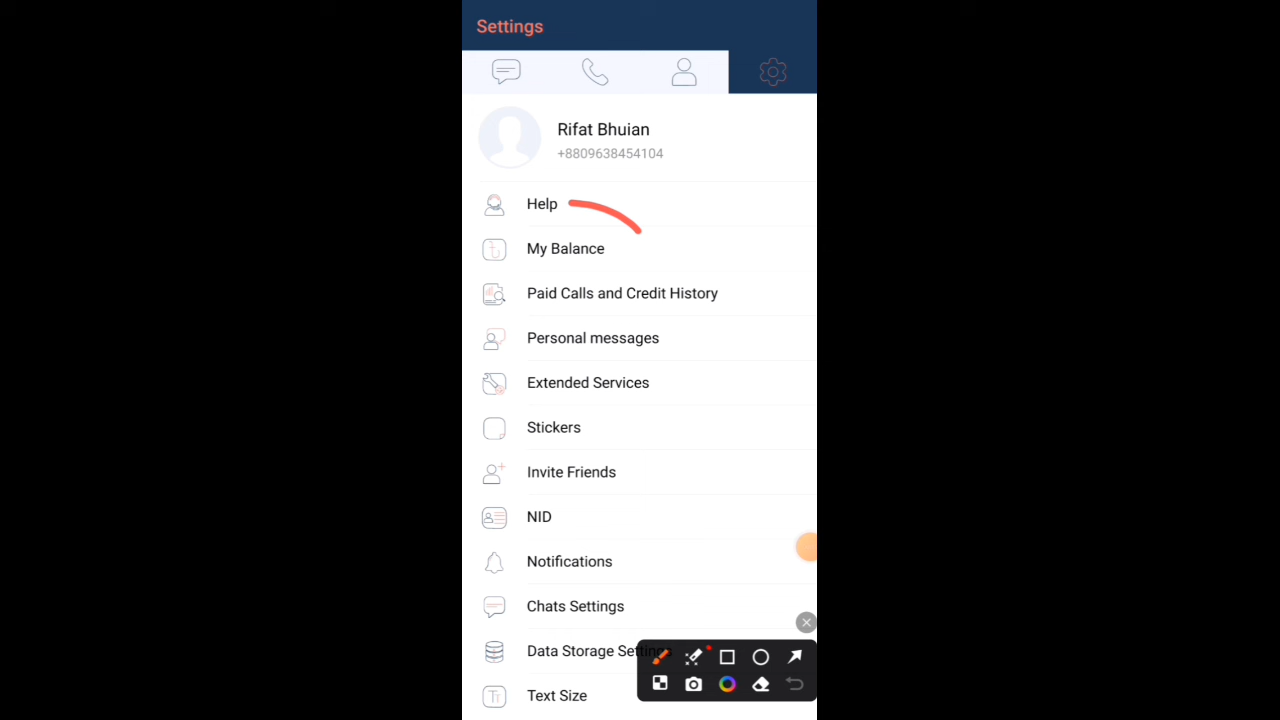 Settings
Rifat Bhuian
+8809638454104
Help
My Balance
Paid Calls and Credit History
Personal messages
Extended Services
Stickers
Invite Friends
NID
Notifications
Chats Settings
Data Storage Settings
Text Size